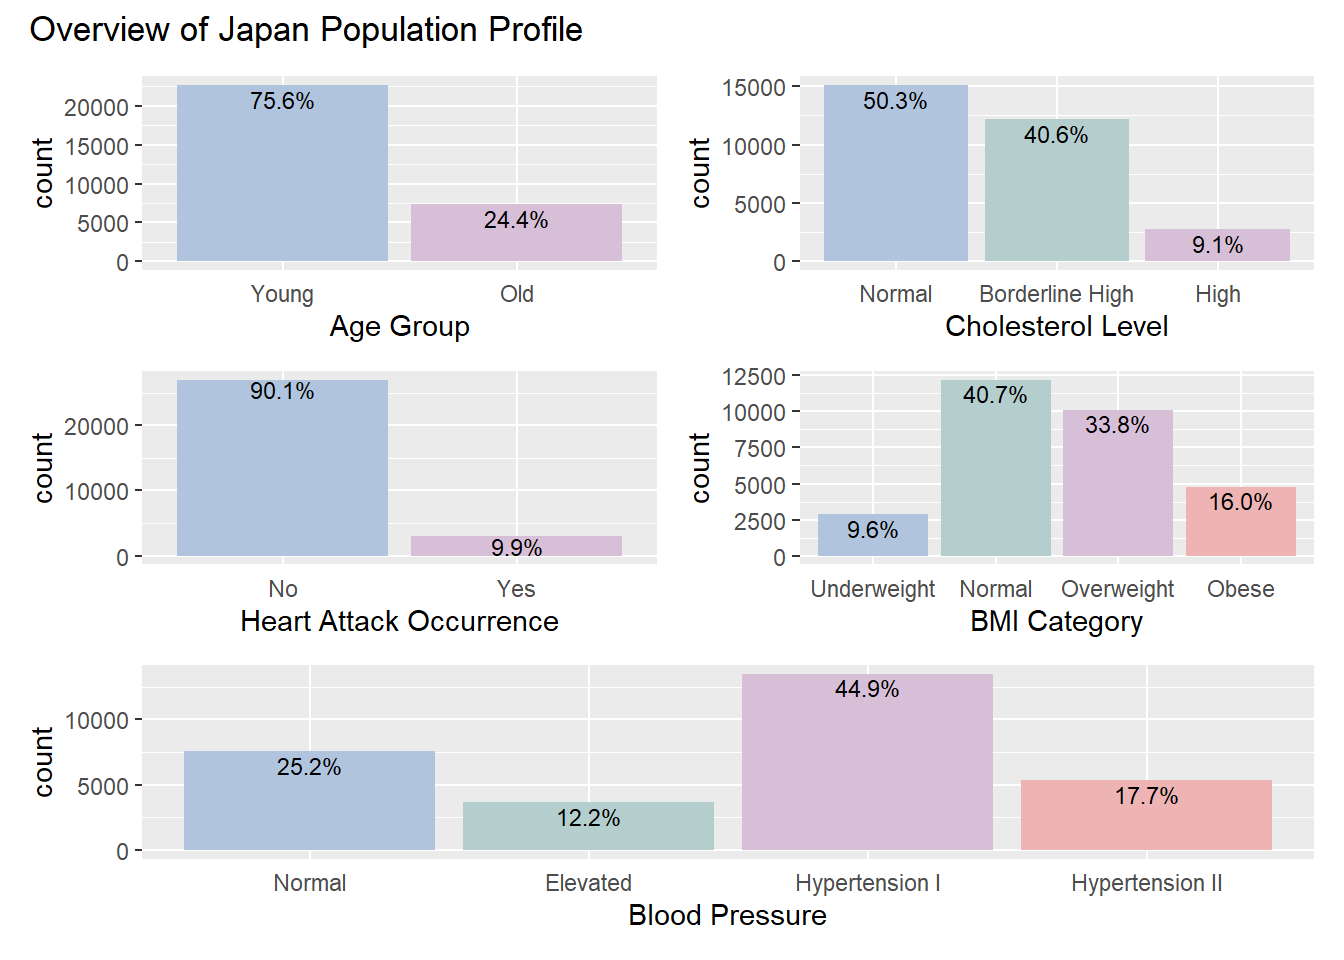 Overview of Japan Population Profile
count
20000
15000
10000
5000
0
75.6%
24.4%
Young Old
Age Group
count
15000
10000
5000
0
50.3%
40.6%
9.1%
Normal Borderline High High
Cholesterol Level
count
20000
10000
0
90.1%
9.9%
No Yes
Heart Attack Occurrence
count
12500
10000
7500
5000
2500
0
9.6%
40.7%
33.8%
16.0%
Underweight Normal Overweight Obese
BMI Category
count
10000
5000
0
25.2%
12.2%
44.9%
17.7%
Normal Elevated Hypertension I Hypertension II
Blood Pressure